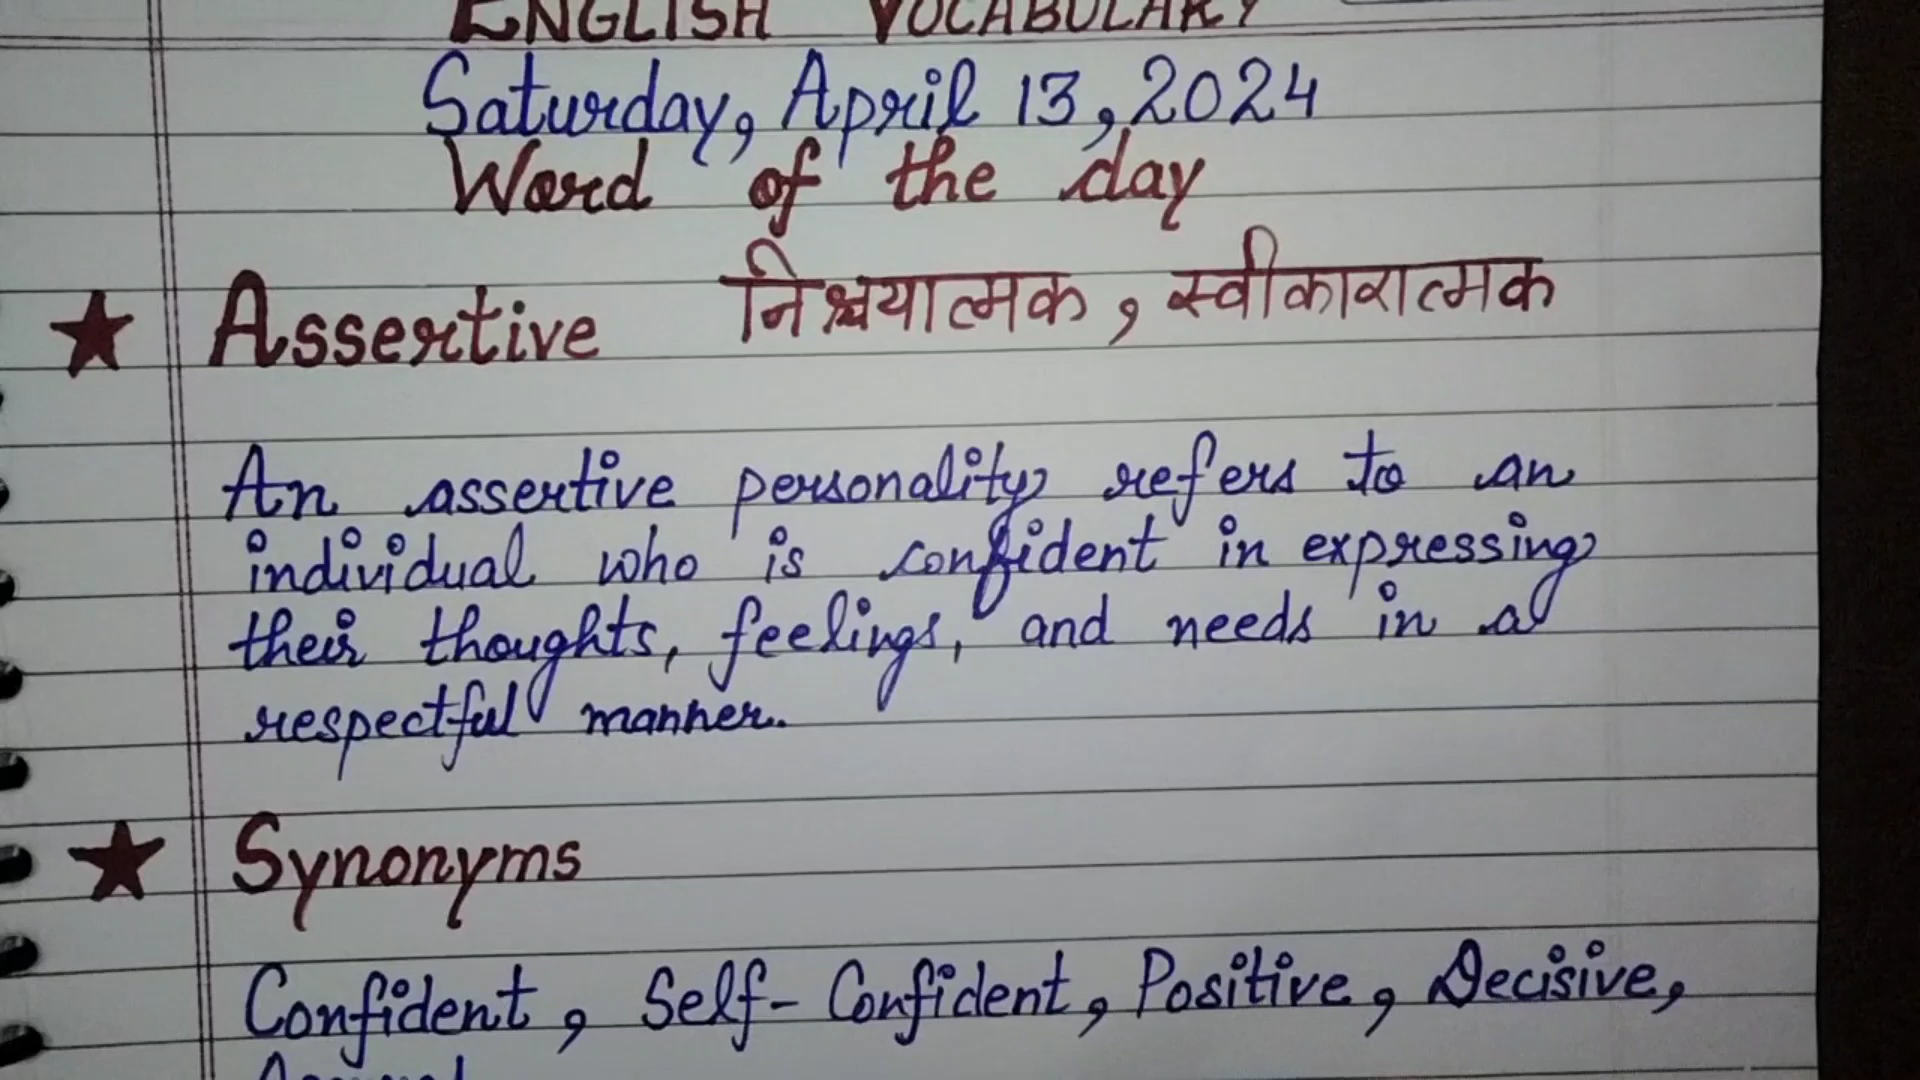 ENGLISH VOCABULARY
Saturday, April 13, 2024
Word of the day
★ Assertive निश्चयात्मक, स्वीकारात्मक
An assertive personality refers to an
individual who is confident in expressing
their thoughts, feelings, and needs in a
respectful manner.
★ Synonyms
Confident, Self-Confident, Positive, Decisive,